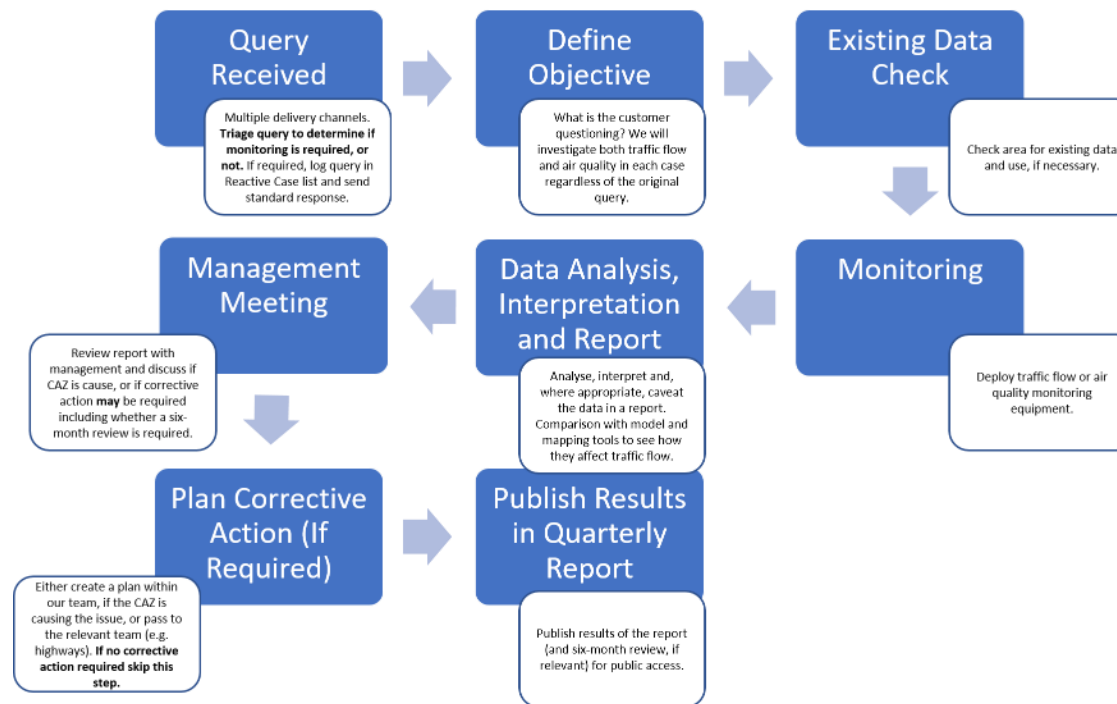 Query
Received
Multiple delivery channels.
Triage query to determine if
monitoring is required, or
not. If required, log query in
Reactive Case list and send
standard response.
Define
Objective
What is the customer
questioning? We will
investigate both traffic flow
and air quality in each case
regardless of the original
query.
Existing Data
Check
Check area for existing data
and use, if necessary.
Monitoring
Deploy traffic flow or air
quality monitoring
equipment.
Data Analysis,
Interpretation
and Report
Analyse, interpret and,
where appropriate, caveat
the data in a report.
Comparison with model and
mapping tools to see how
they affect traffic flow.
Management
Meeting
Review report with
management and discuss if
CAZ is cause, or if corrective
action may be required
including whether a six-
month review is required.
Plan Corrective
Action (If
Required)
Either create a plan within
our team, if the CAZ is
causing the issue, or pass to
the relevant team (e.g.
highways). If no corrective
action required skip this
step.
Publish Results
in Quarterly
Report
Publish results of the report
(and six-month review, if
relevant) for public access.